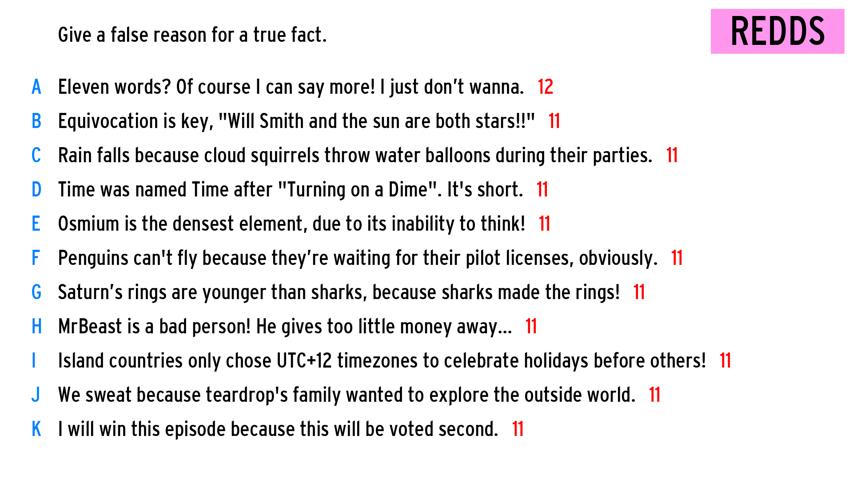 Give a false reason for a true fact.
REDDS
A Eleven words? Of course I can say more! I just don’t wanna. 12
B Equivocation is key, "Will Smith and the sun are both stars!!" 11
C Rain falls because cloud squirrels throw water balloons during their parties. 11
D Time was named Time after "Turning on a Dime". It's short. 11
E Osmium is the densest element, due to its inability to think! 11
F Penguins can't fly because they’re waiting for their pilot licenses, obviously. 11
G Saturn’s rings are younger than sharks, because sharks made the rings! 11
H MrBeast is a bad person! He gives too little money away... 11
I Island countries only chose UTC+12 timezones to celebrate holidays before others! 11
J We sweat because teardrop's family wanted to explore the outside world. 11
K I will win this episode because this will be voted second. 11